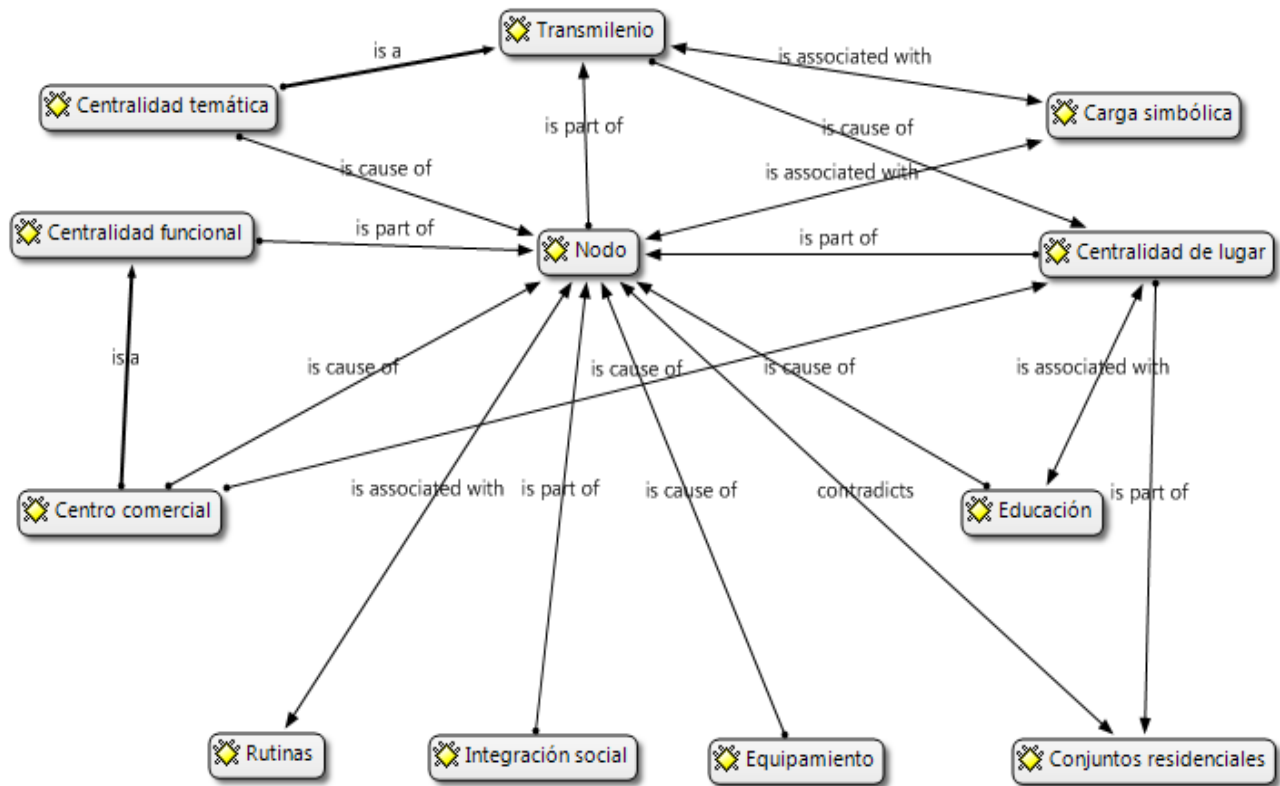 Transmilenio
is a
is associated with
Centralidad temática
Carga simbólica
is part of
is cause of
is cause of
is associated with
Centralidad funcional
is part of
Nodo
is part of
Centralidad de lugar
is a
is cause of
is cause of
is cause of
is associated with
is associated with
is part of
is cause of
contradicts
is part of
Centro comercial
Educación
Rutinas
Integración social
Equipamiento
Conjuntos residenciales